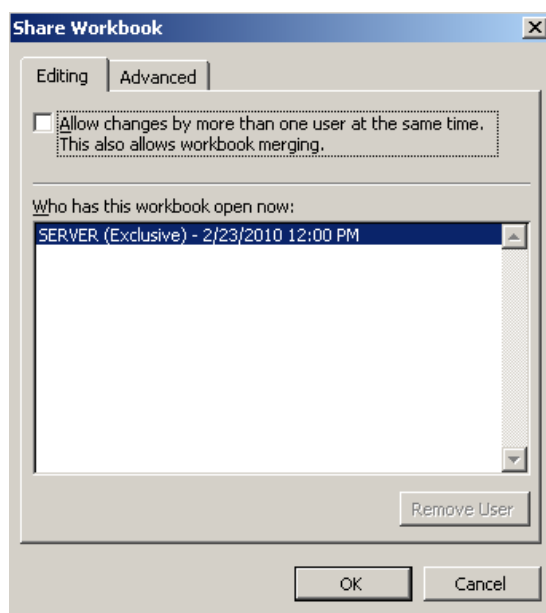 Share Workbook
Editing Advanced
Allow changes by more than one user at the same time.
This also allows workbook merging.
Who has this workbook open now:
SERVER (Exclusive) - 2/23/2010 12:00 PM
Remove User
OK Cancel